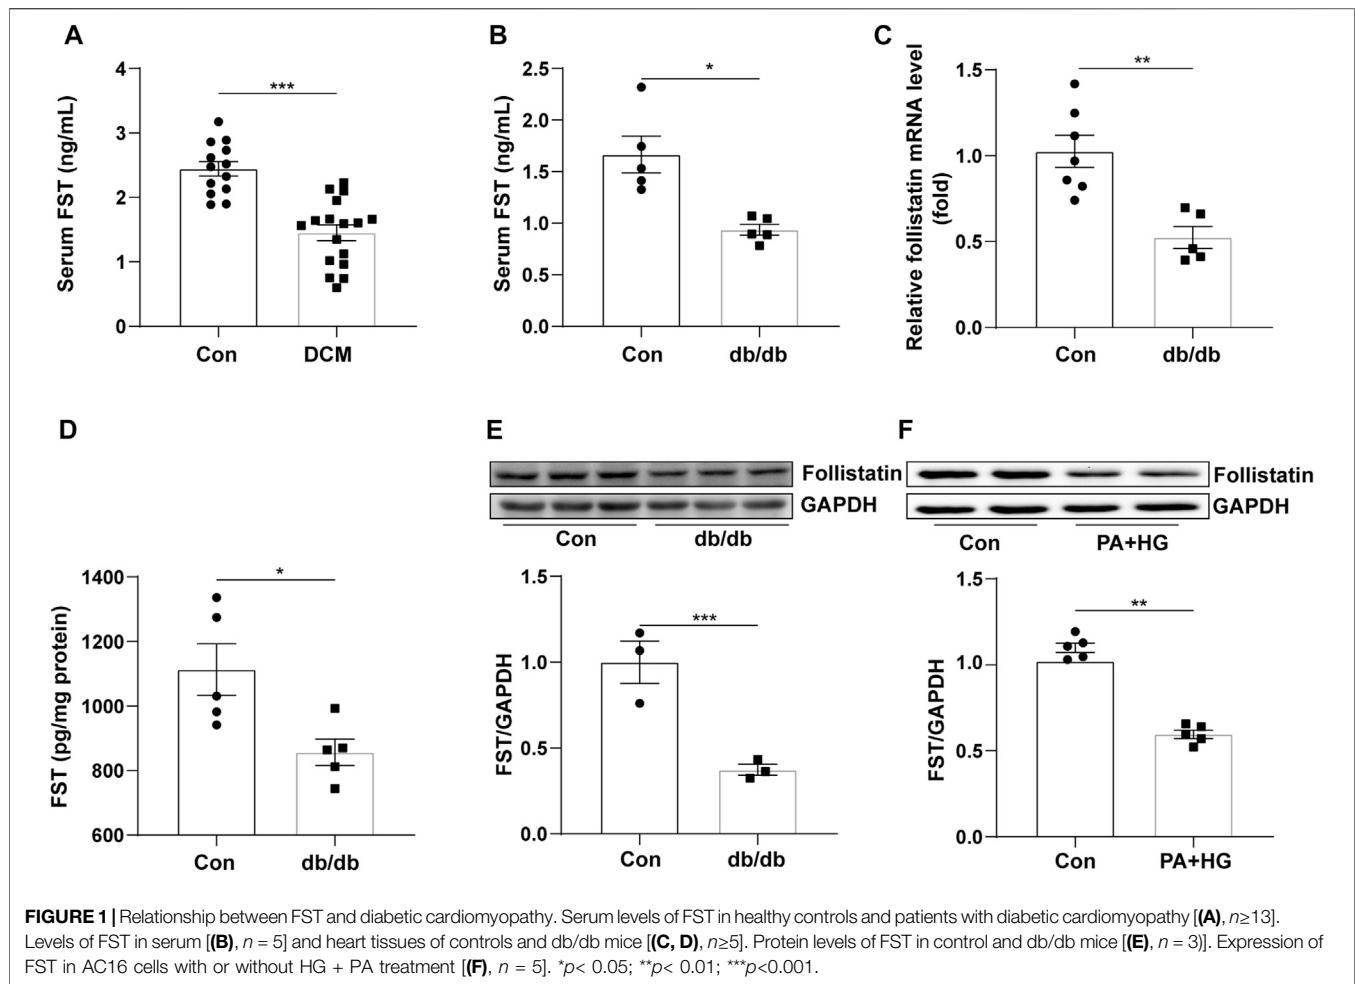 A
Serum FST (ng/mL)
4
3
2
1
0
***
Con
DCM
B
Serum FST (ng/mL)
2.5
2.0
1.5
1.0
0.5
0.0
*
Con
db/db
C
Relative follistatin mRNA level
(fold)
1.5
1.0
0.5
0.0
**
Con
db/db
D
FST (pg/mg protein)
1400
1200
1000
800
600
*
Con
db/db
E
Follistatin
GAPDH
Con
db/db
FST/GAPDH
1.5
1.0
0.5
0.0
***
Con
db/db
F
Follistatin
GAPDH
Con
PA+HG
FST/GAPDH
1.5
1.0
0.5
0.0
**
Con
PA+HG
FIGURE 1 | Relationship between FST and diabetic cardiomyopathy. Serum levels of FST in healthy controls and patients with diabetic cardiomyopathy [(A), n≥13].
Levels of FST in serum [(B), n = 5] and heart tissues of controls and db/db mice [(C, D), n≥5]. Protein levels of FST in control and db/db mice [(E), n = 3)]. Expression of
FST in AC16 cells with or without HG + PA treatment [(F), n = 5]. *p< 0.05; **p< 0.01; ***p<0.001.